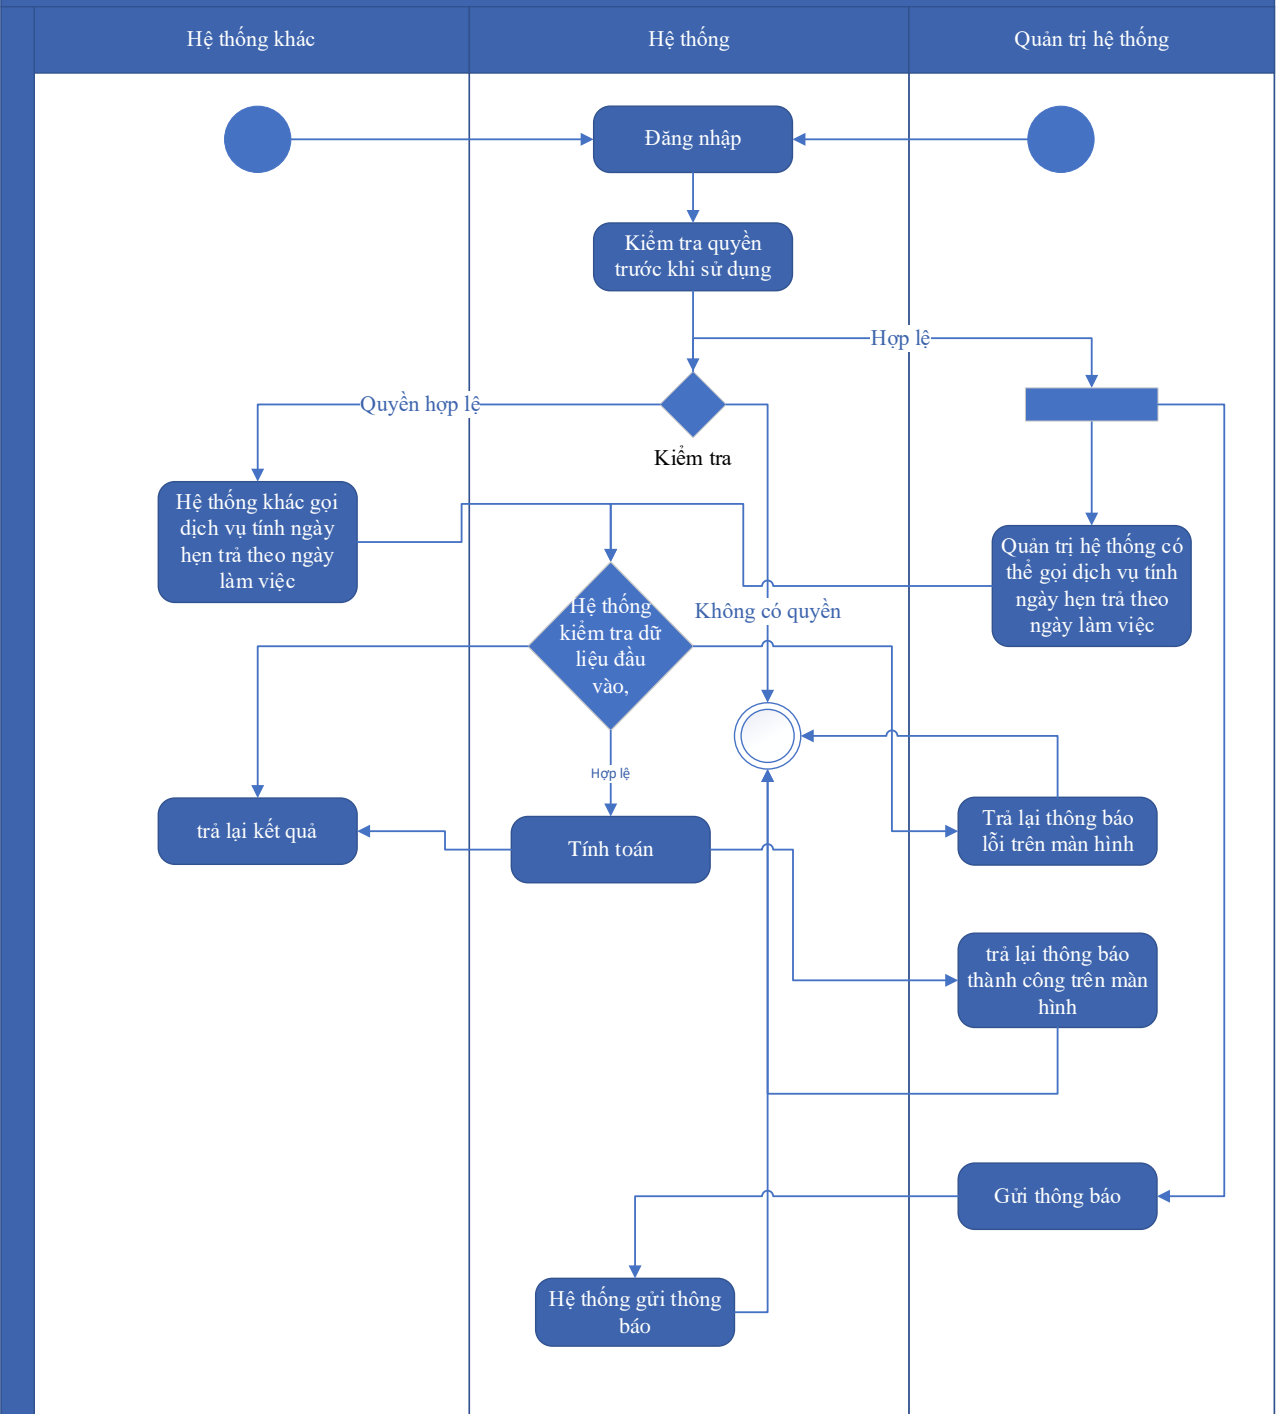 Hệ thống khác
Hệ thống
Quản trị hệ thống
Đăng nhập
Kiểm tra quyền
trước khi sử dụng
Hợp lệ
Quyền hợp lệ
Kiểm tra
Hệ thống khác gọi
dịch vụ tính ngày
hẹn trả theo ngày
làm việc
Quản trị hệ thống có
thể gọi dịch vụ tính
ngày hẹn trả theo
ngày làm việc
Hệ thống
kiểm tra dữ
liệu đầu
vào,
Không có quyền
Hợp lệ
trả lại kết quả
Tính toán
Trả lại thông báo
lỗi trên màn hình
trả lại thông báo
thành công trên màn
hình
Gửi thông báo
Hệ thống gửi thông
báo